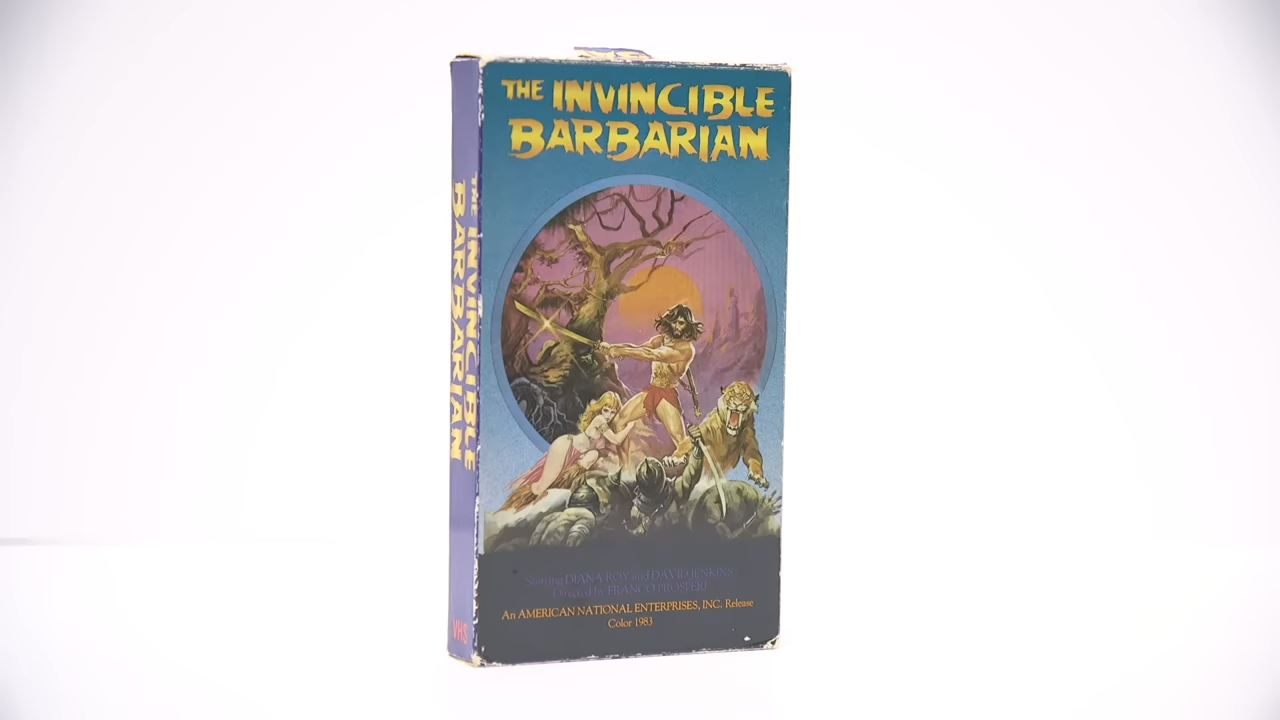 THE INVINCIBLE
BARBARIAN
THE INVINCIBLE
BARBARIAN
VHS
Starring DIANA ROY and DAVID JENKINS
Directed by FRANCO PROSPERI
An AMERICAN NATIONAL ENTERPRISES, INC. Release
Color 1983